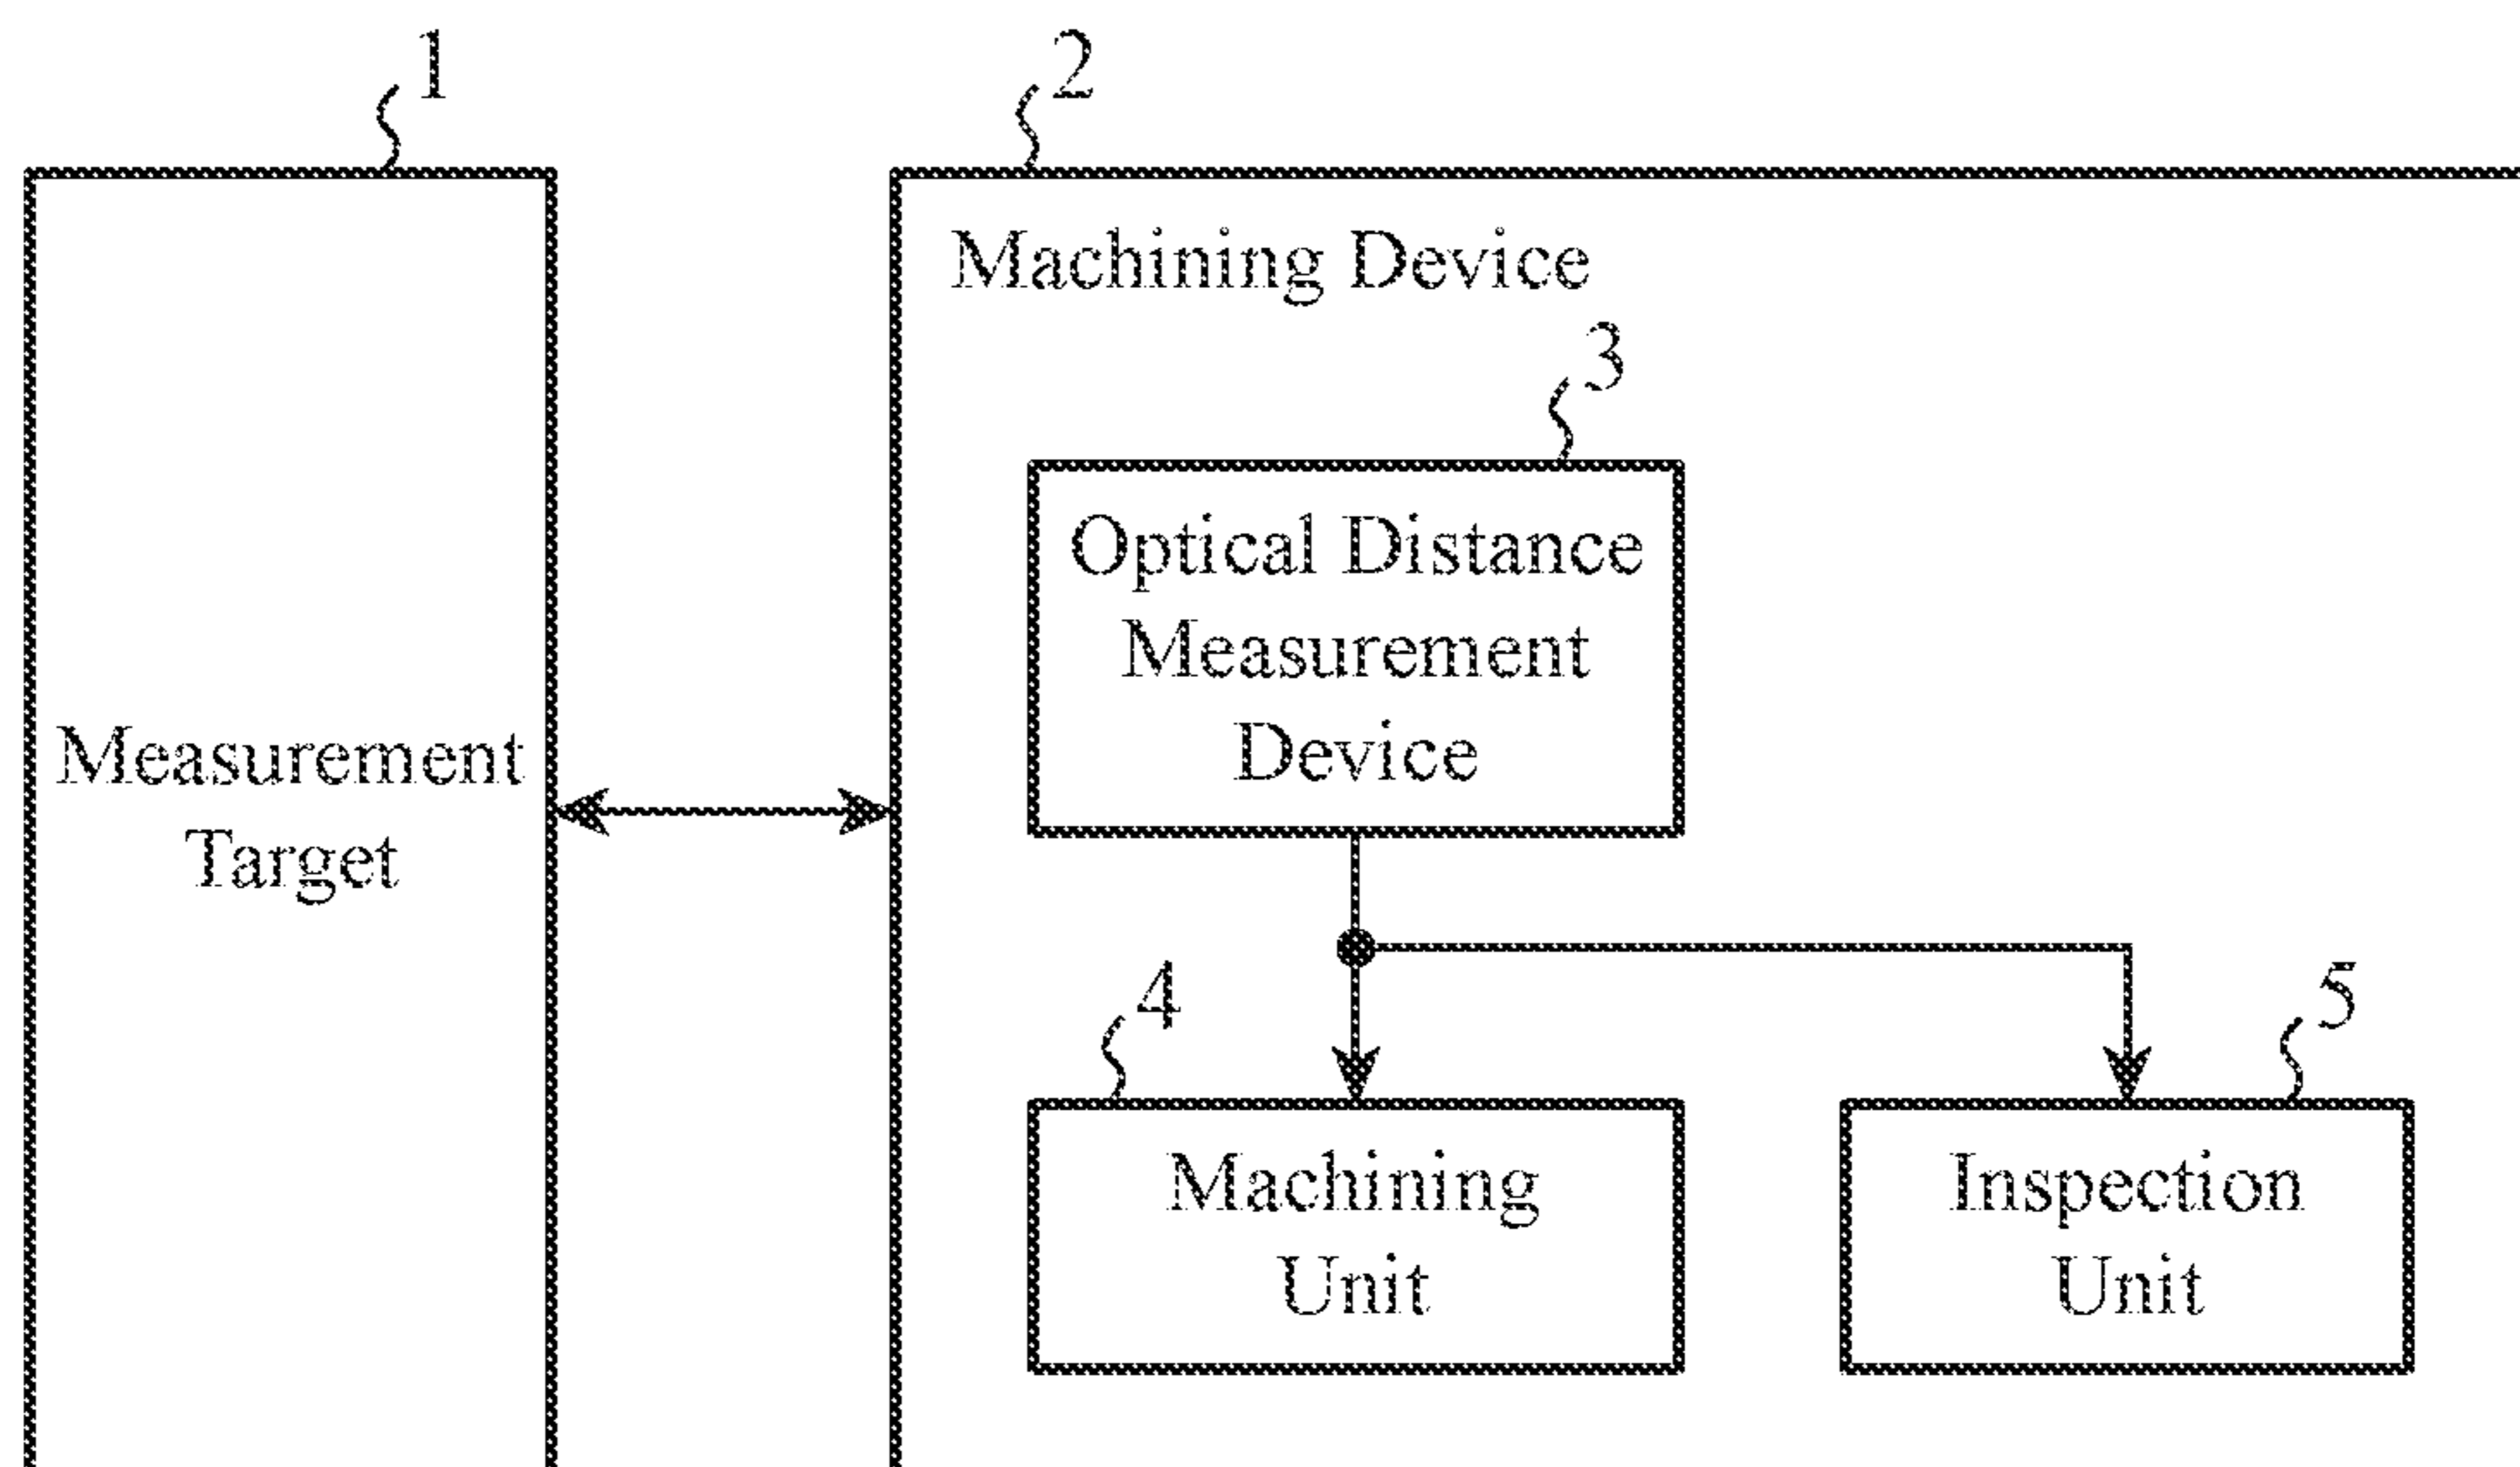 1
2
Machining Device
3
Optical Distance
Measurement
Device
Measurement
Target
4
5
Machining
Unit
Inspection
Unit